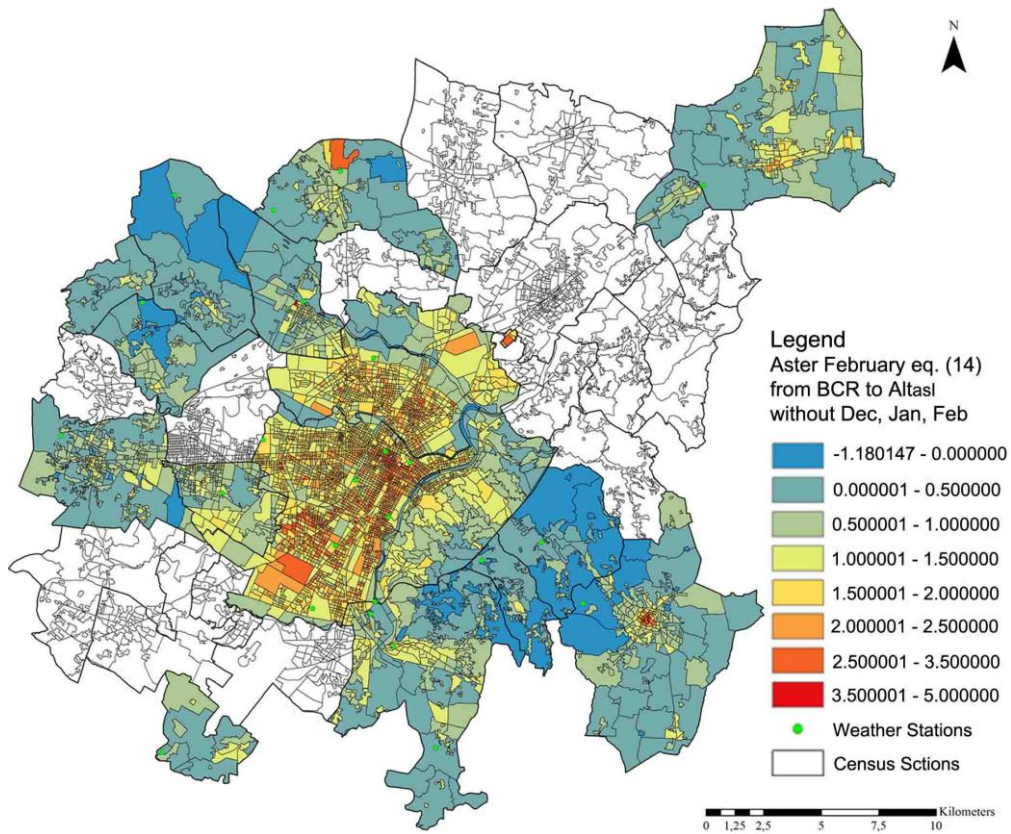 N
Legend
Aster February eq. (14)
from BCR to Altasl
without Dec, Jan, Feb
-1.180147 - 0.000000
0.000001 - 0.500000
0.500001 - 1.000000
1.000001 - 1.500000
1.500001 - 2.000000
2.000001 - 2.500000
2.500001 - 3.500000
3.500001 - 5.000000
Weather Stations
Census Sctions
Kilometers
0 1,25 2,5 5 7,5 10